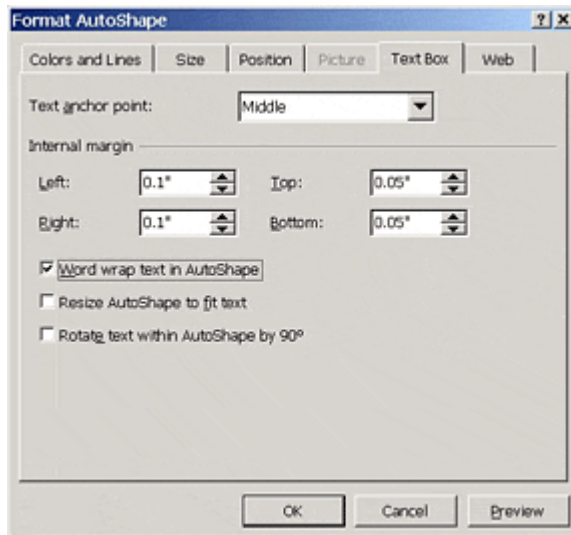 Format AutoShape
Colors and Lines Size Position Picture Text Box Web
Text anchor point: Middle
Internal margin
Left: 0.1" Top: 0.05"
Right: 0.1" Bottom: 0.05"
Word wrap text in AutoShape
Resize AutoShape to fit text
Rotate text within AutoShape by 90º
OK Cancel Preview